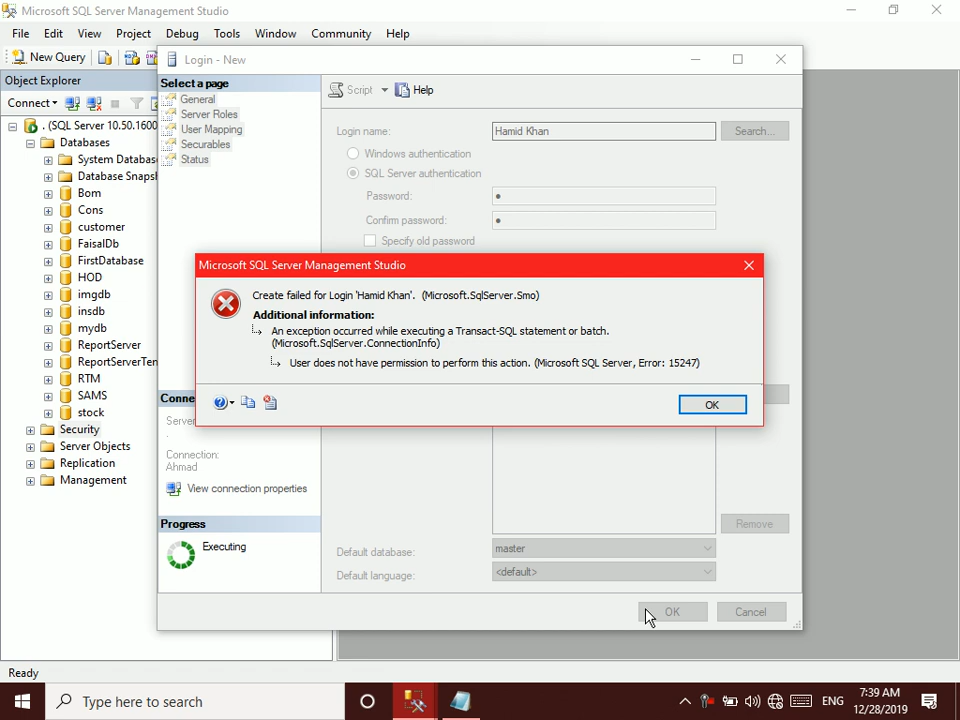 Microsoft SQL Server Management Studio
File Edit View Project Debug Tools Window Community Help
New Query
Object Explorer
Connect
. (SQL Server 10.50.1600
Databases
System Databas
Database Snapsh
Bom
Cons
customer
FaisalDb
FirstDatabase
HOD
imgdb
insdb
mydb
ReportServer
ReportServerTen
RTM
SAMS
stock
Security
Server Objects
Replication
Management
Login - New
Select a page
General
Server Roles
User Mapping
Securables
Status
Script Help
Login name: Hamid Khan Search...
Windows authentication
SQL Server authentication
Password: ●
Confirm password: ●
Specify old password
Microsoft SQL Server Management Studio
Create failed for Login 'Hamid Khan'. (Microsoft.SqlServer.Smo)
Additional information:
An exception occurred while executing a Transact-SQL statement or batch.
(Microsoft.SqlServer.ConnectionInfo)
User does not have permission to perform this action. (Microsoft SQL Server, Error: 15247)
OK
Conne
Server
.
Connection:
Ahmad
View connection properties
Progress
Executing
Remove
Default database: master
Default language: <default>
OK Cancel
Ready
Type here to search
ENG
7:39 AM
12/28/2019